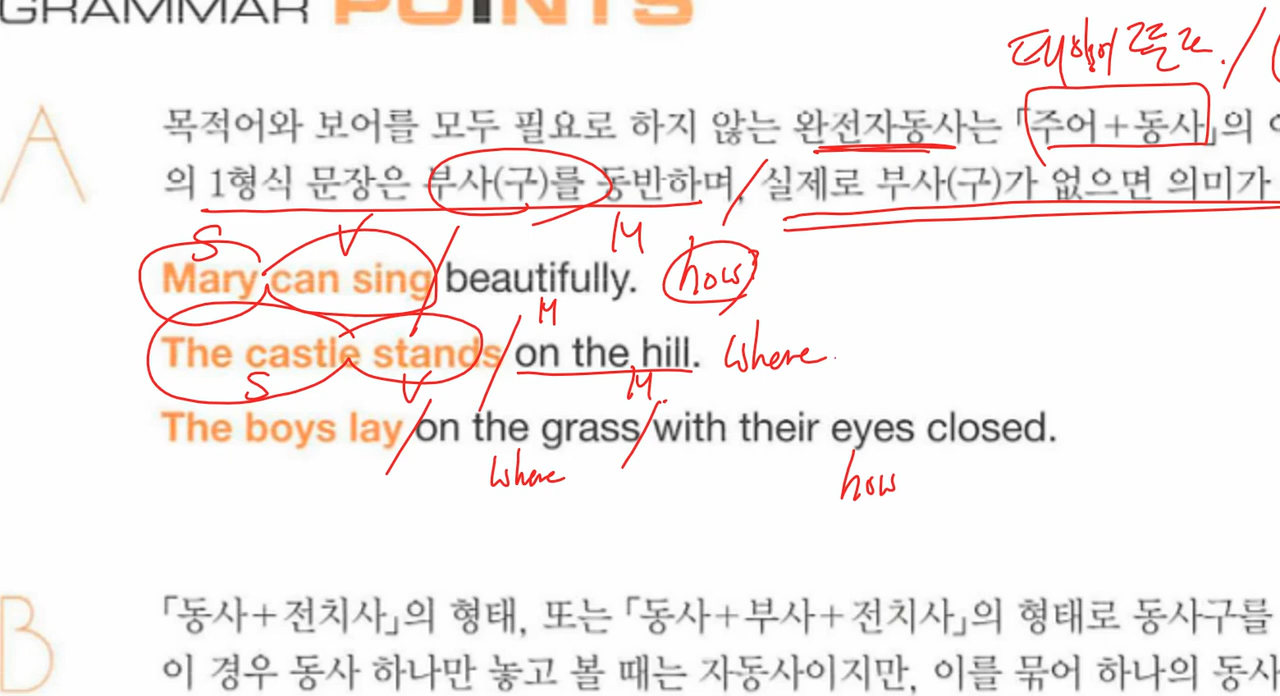 GRAMMAR POINTS
A
목적어와 보어를 모두 필요로 하지 않는 완전자동사는 「주어+동사」의
의 1형식 문장은 부사(구)를 동반하며, 실제로 부사(구)가 없으면 의미가
S V M
Mary can sing beautifully. how
M
The castle stands on the hill. where
S V M
The boys lay on the grass with their eyes closed.
where how
B
「동사+전치사」의 형태, 또는 「동사+부사+전치사」의 형태로 동사구를
이 경우 동사 하나만 놓고 볼 때는 자동사이지만, 이를 묶어 하나의 동사